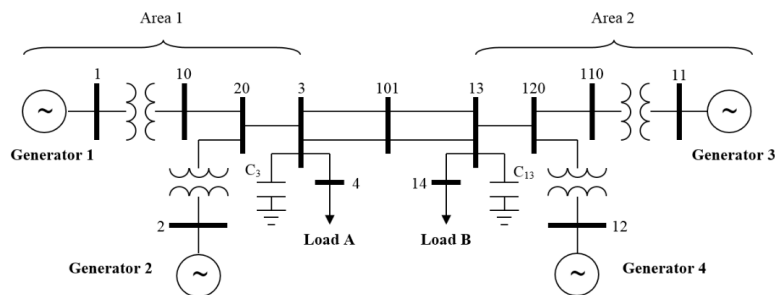 Area 1
Area 2
1
10
20
3
101
13
120
110
11
~
~
Generator 1
Generator 3
C3
4
14
C13
2
Load A
Load B
12
Generator 2
~
~
Generator 4